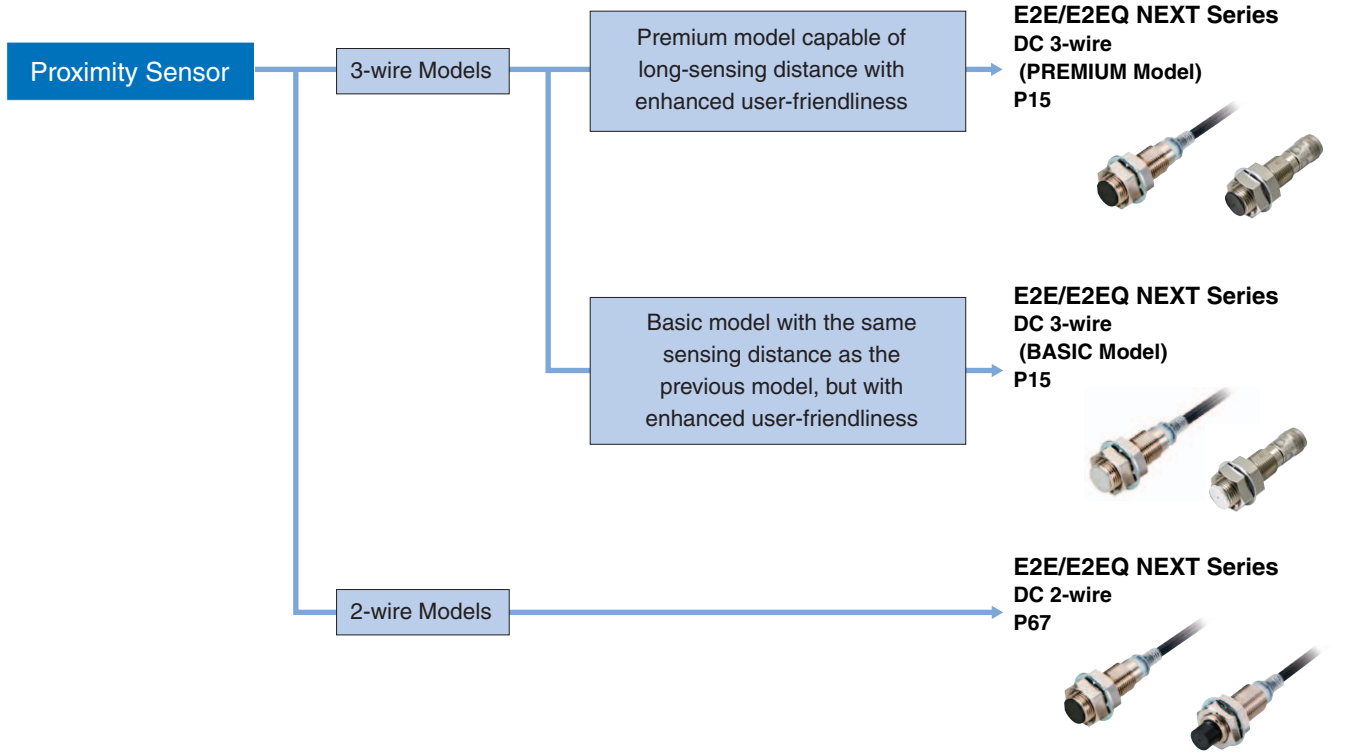 Proximity Sensor
3-wire Models
Premium model capable of
long-sensing distance with
enhanced user-friendliness
E2E/E2EQ NEXT Series
DC 3-wire
(PREMIUM Model)
P15
Basic model with the same
sensing distance as the
previous model, but with
enhanced user-friendliness
E2E/E2EQ NEXT Series
DC 3-wire
(BASIC Model)
P15
2-wire Models
E2E/E2EQ NEXT Series
DC 2-wire
P67